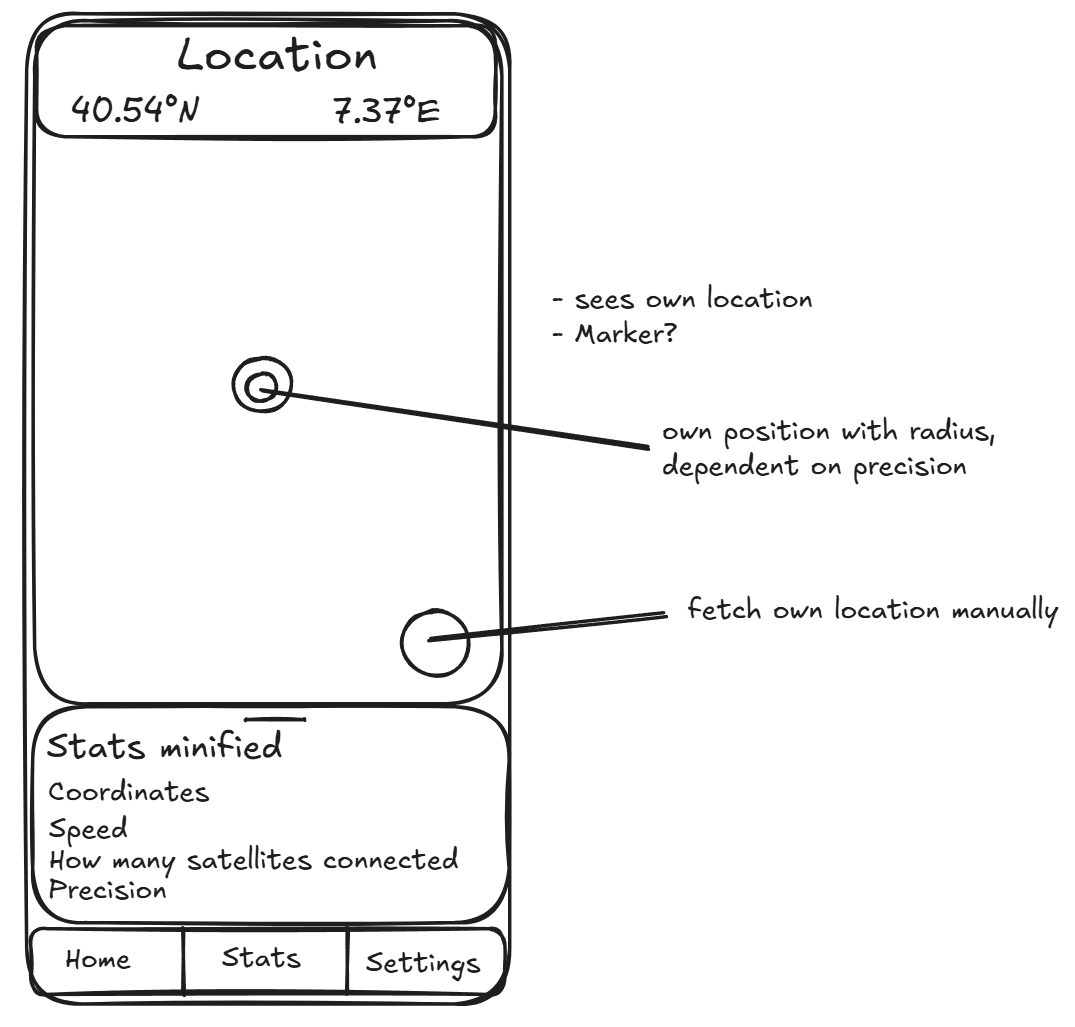 Location
40.54°N 7.37°E
- sees own location
- Marker?
own position with radius,
dependent on precision
fetch own location manually
Stats minified
Coordinates
Speed
How many satellites connected
Precision
Home Stats Settings